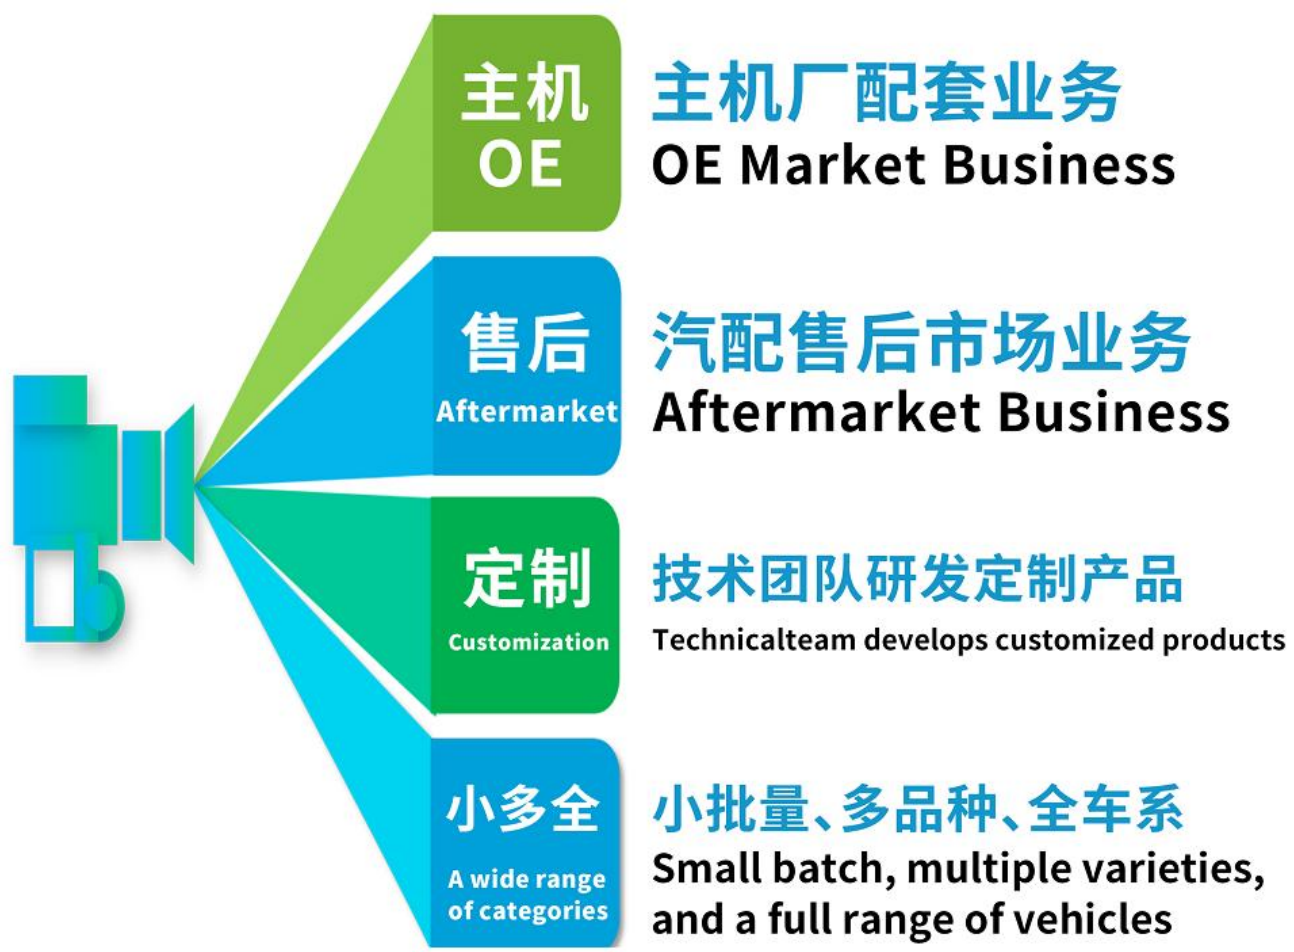 主机
OE
主机厂配套业务
OE Market Business
售后
Aftermarket
汽配售后市场业务
Aftermarket Business
定制
Customization
技术团队研发定制产品
Technicalteam develops customized products
小多全
A wide range
of categories
小批量、多品种、全车系
Small batch, multiple varieties,
and a full range of vehicles